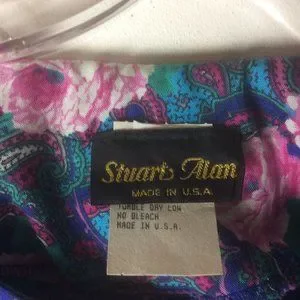 Stuart Alan
MADE IN U.S.A.
TUMBLE DRY LOW
NO BLEACH
MADE IN U.S.A.